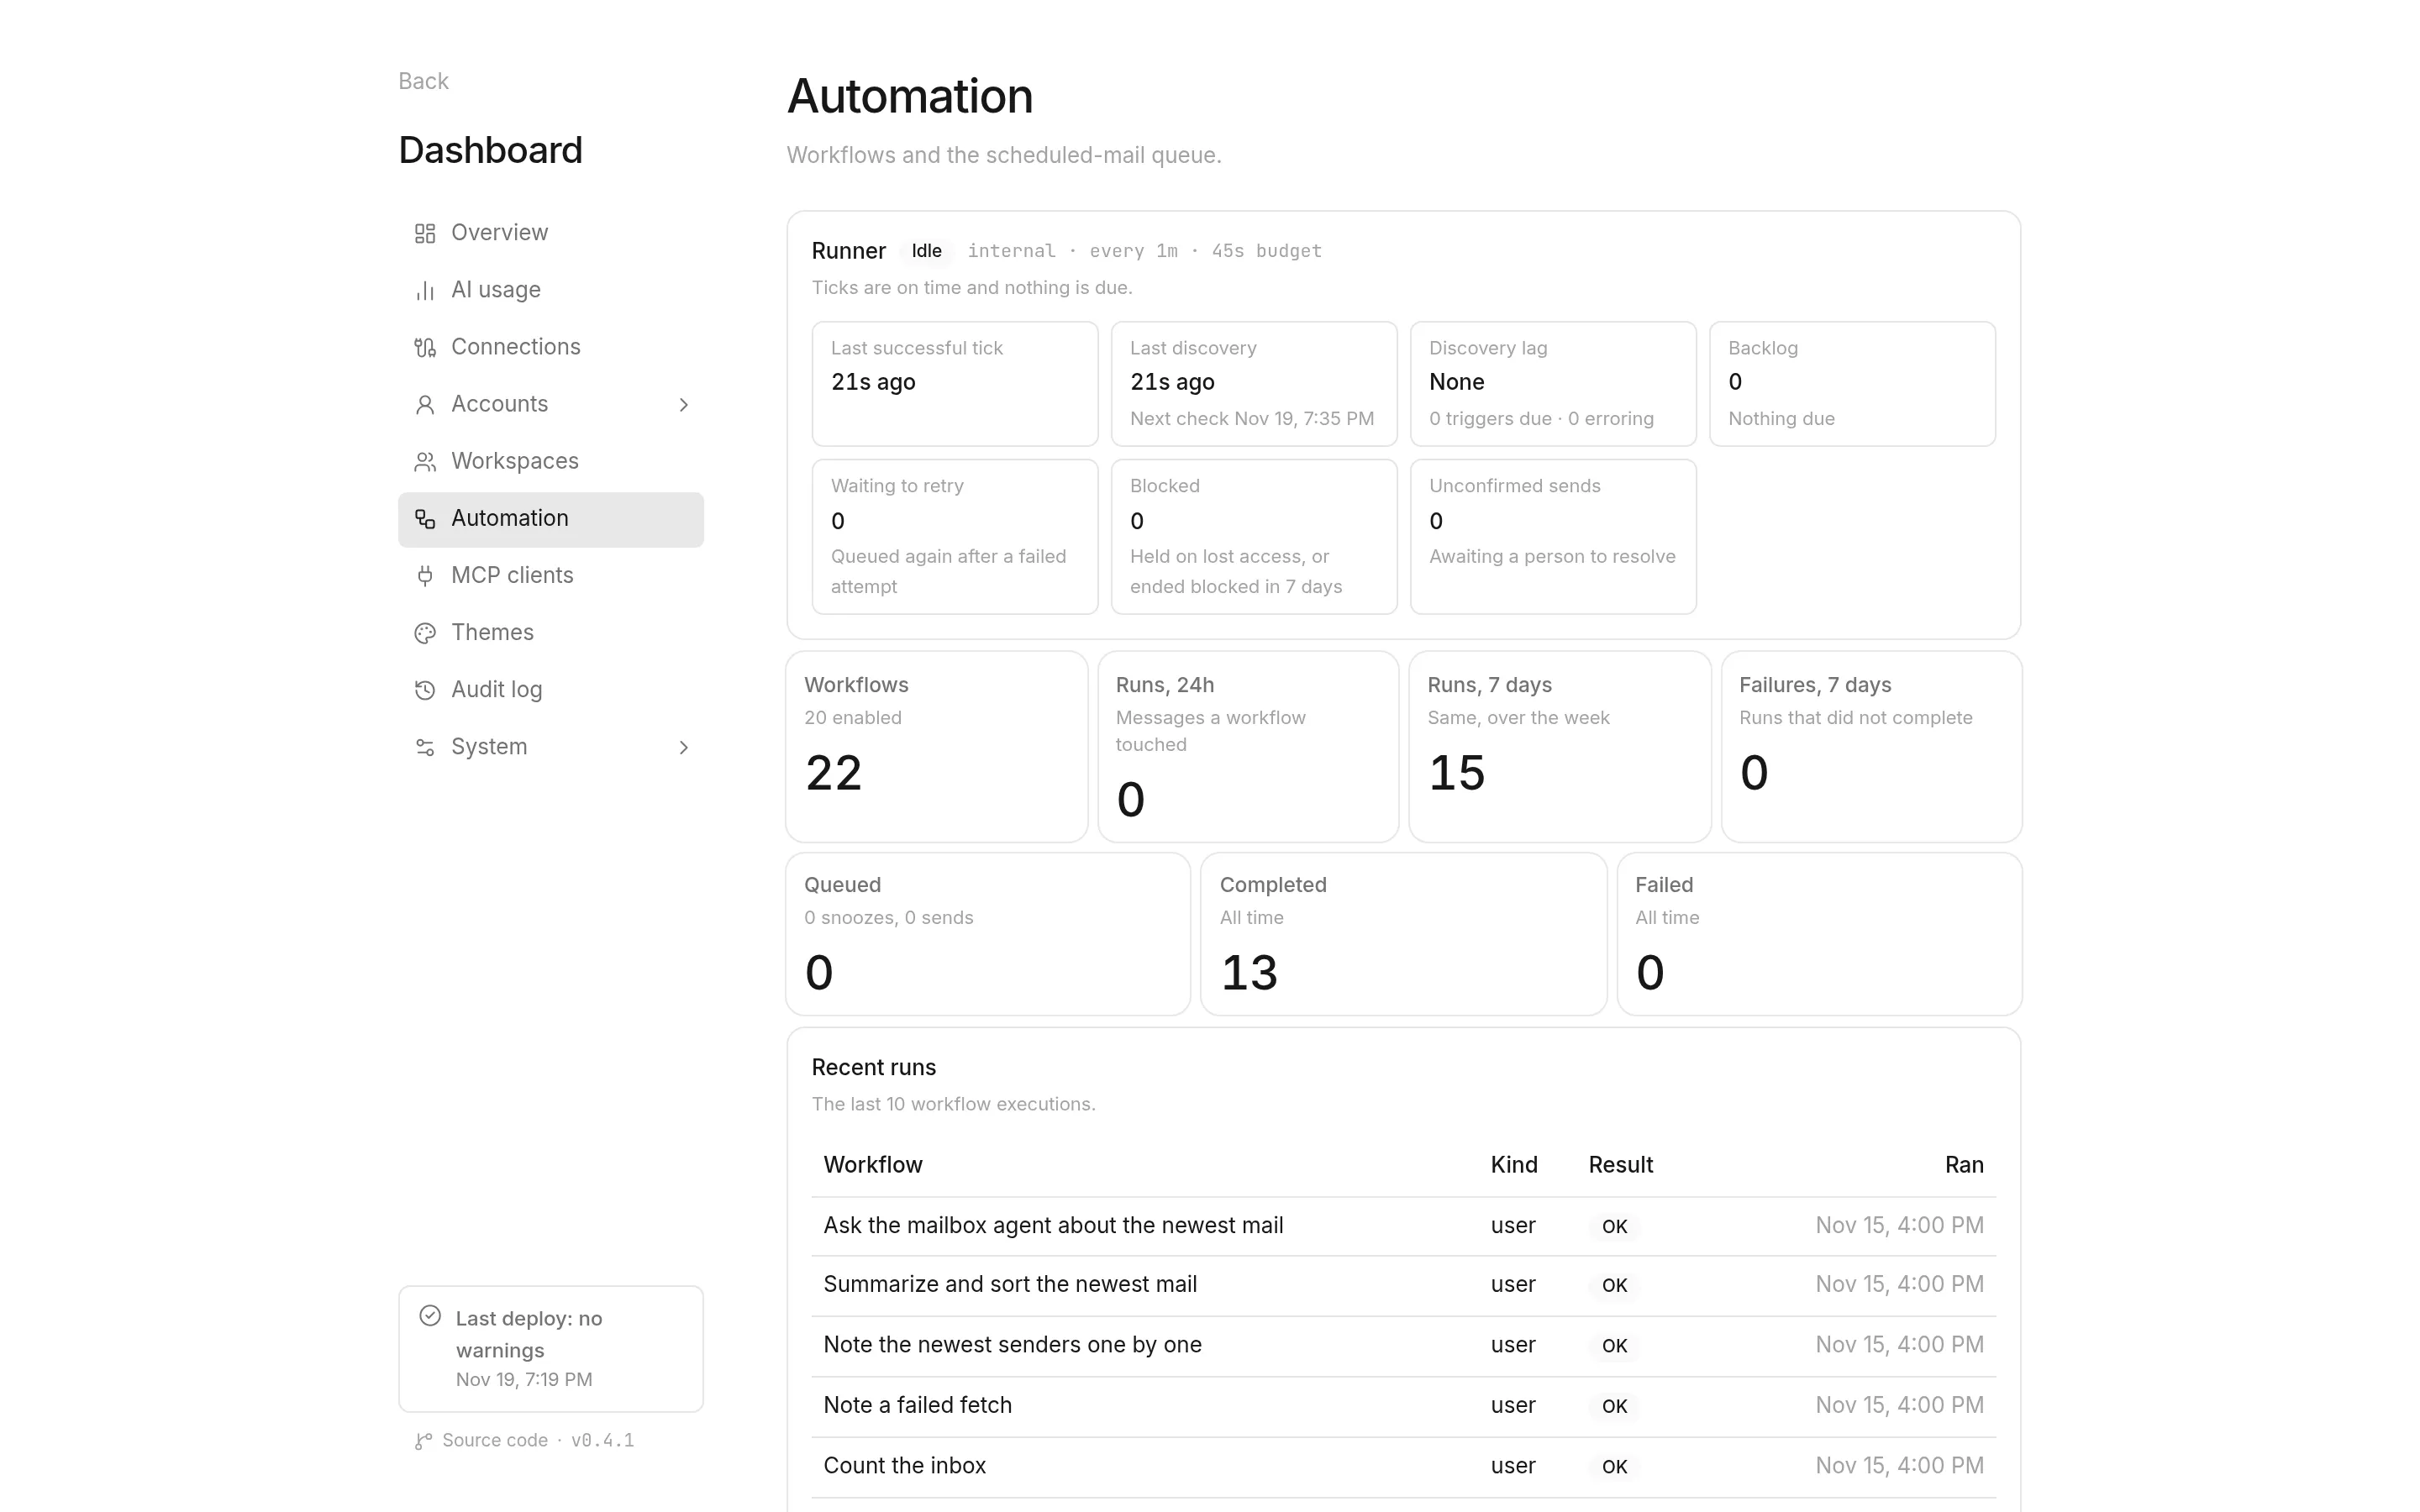 Back
Dashboard
Overview
AI usage
Connections
Accounts
Workspaces
Automation
MCP clients
Themes
Audit log
System
Last deploy: no
warnings
Nov 19, 7:19 PM
Source code · v0.4.1
Automation
Workflows and the scheduled-mail queue.
Runner Idle internal · every 1m · 45s budget
Ticks are on time and nothing is due.
Last successful tick
21s ago
Last discovery
21s ago
Next check Nov 19, 7:35 PM
Discovery lag
None
0 triggers due · 0 erroring
Backlog
0
Nothing due
Waiting to retry
0
Queued again after a failed
attempt
Blocked
0
Held on lost access, or
ended blocked in 7 days
Unconfirmed sends
0
Awaiting a person to resolve
Workflows
20 enabled
22
Runs, 24h
Messages a workflow
touched
0
Runs, 7 days
Same, over the week
15
Failures, 7 days
Runs that did not complete
0
Queued
0 snoozes, 0 sends
0
Completed
All time
13
Failed
All time
0
Recent runs
The last 10 workflow executions.
Workflow Kind Result Ran
Ask the mailbox agent about the newest mail user OK Nov 15, 4:00 PM
Summarize and sort the newest mail user OK Nov 15, 4:00 PM
Note the newest senders one by one user OK Nov 15, 4:00 PM
Note a failed fetch user OK Nov 15, 4:00 PM
Count the inbox user OK Nov 15, 4:00 PM